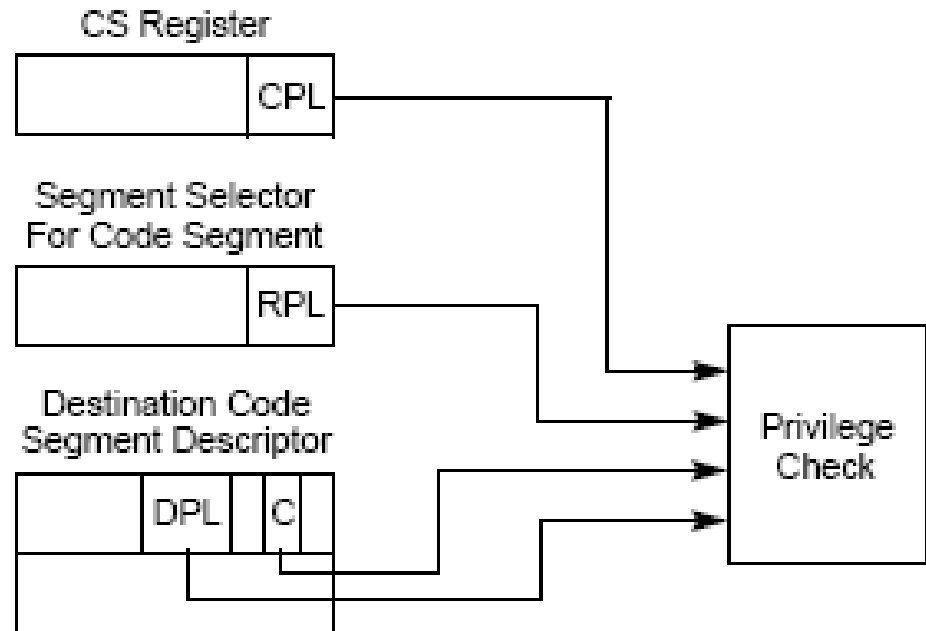 CS Register
CPL
Segment Selector
For Code Segment
RPL
Destination Code
Segment Descriptor
DPL
C
Privilege
Check